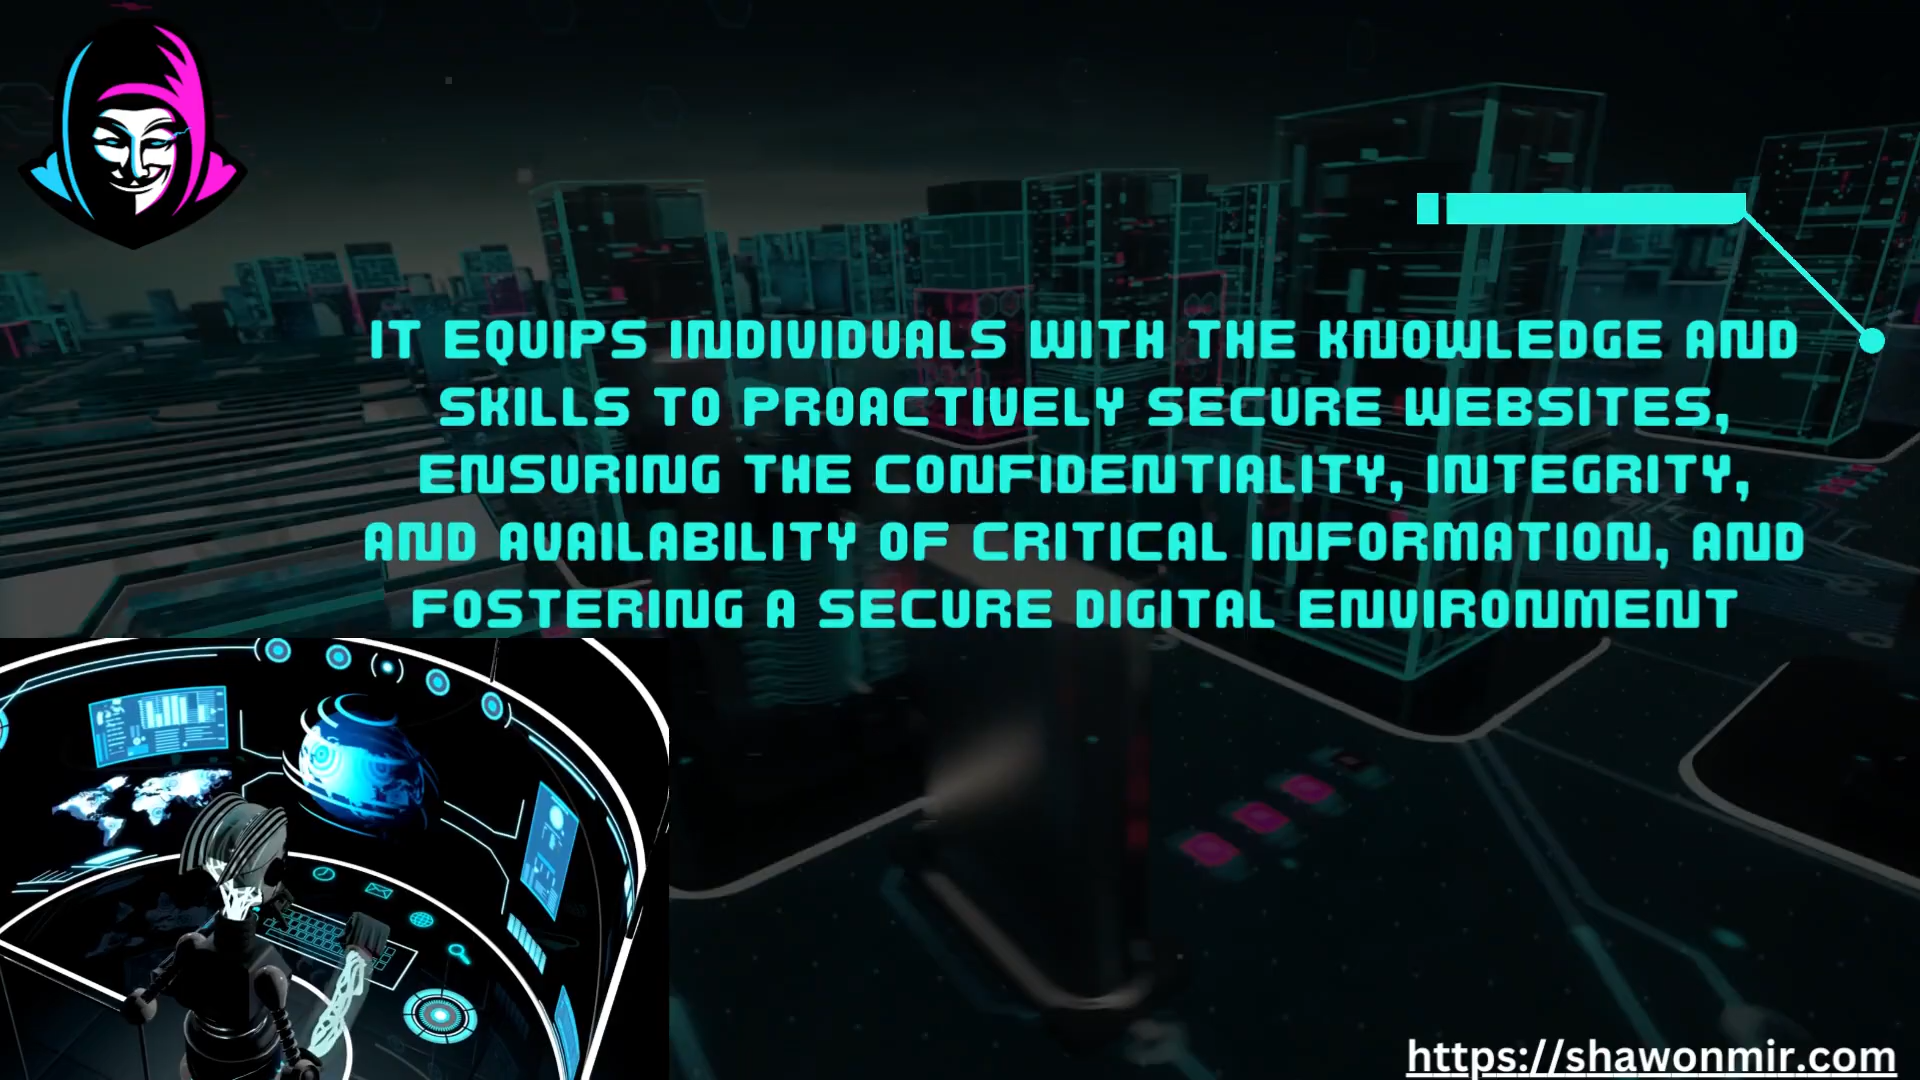 IT EQUIPS INDIVIDUALS WITH THE KNOWLEDGE AND
SKILLS TO PROACTIVELY SECURE WEBSITES,
ENSURING THE CONFIDENTIALITY, INTEGRITY,
AND AVAILABILITY OF CRITICAL INFORMATION, AND
FOSTERING A SECURE DIGITAL ENVIRONMENT
https://shawonmir.com